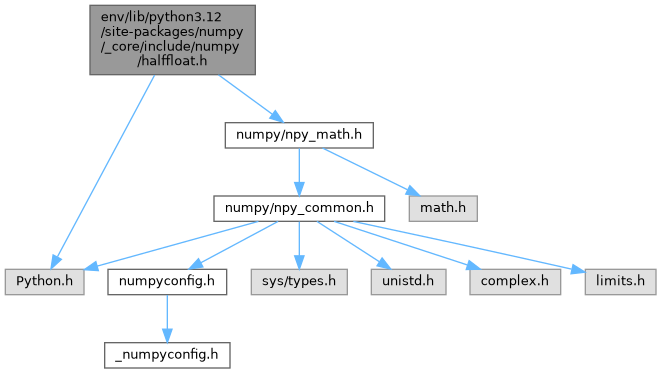 env/lib/python3.12
/site-packages/numpy
/_core/include/numpy
/halffloat.h
numpy/npy_math.h
numpy/npy_common.h
math.h
Python.h
numpyconfig.h
sys/types.h
unistd.h
complex.h
limits.h
_numpyconfig.h